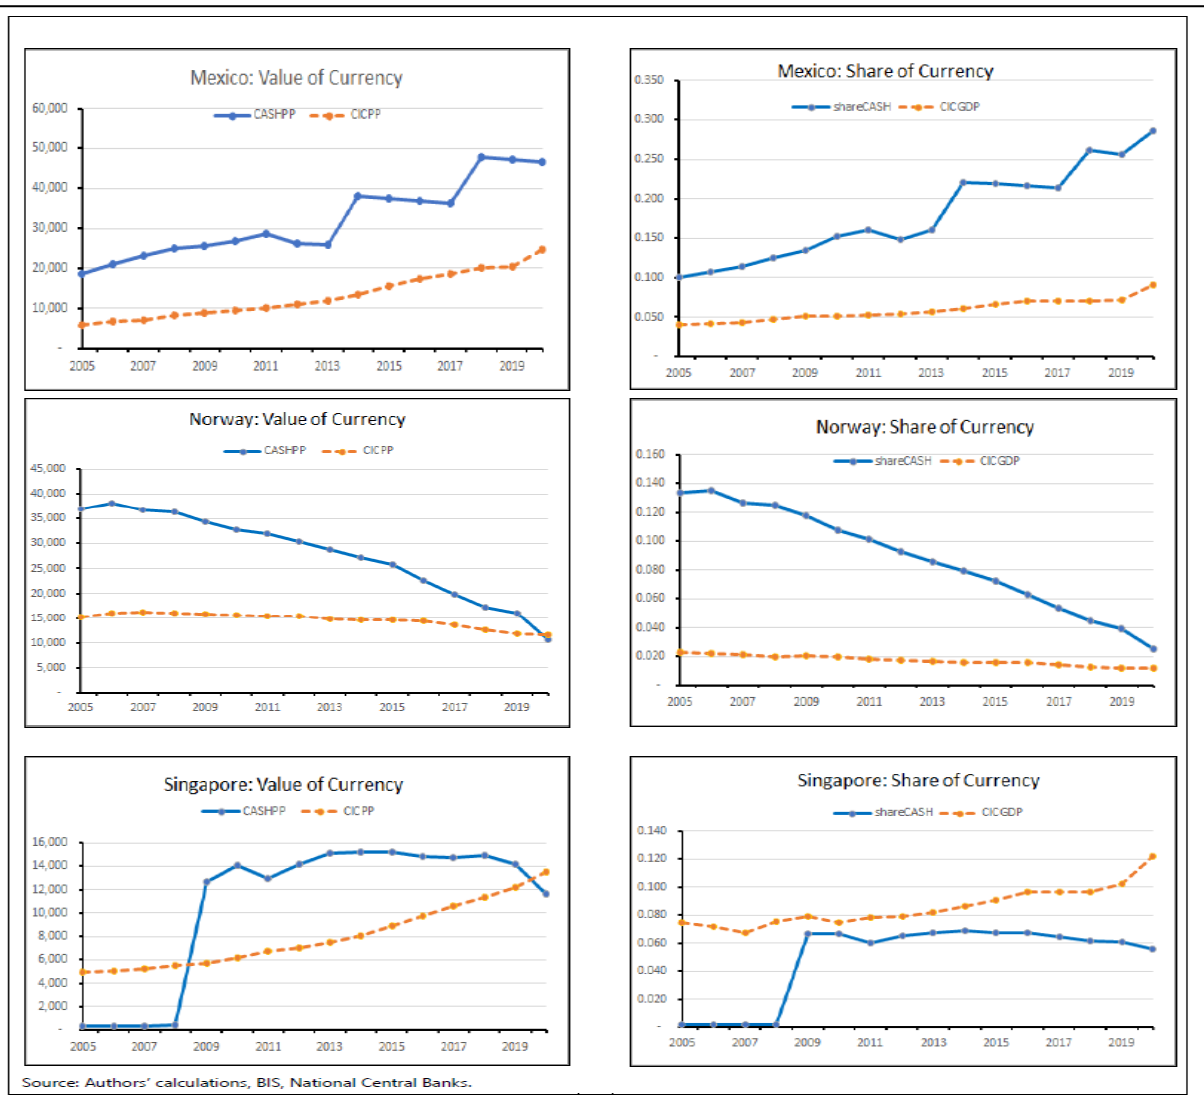 Mexico: Value of Currency
CASHPP CICPP
60,000
50,000
40,000
30,000
20,000
10,000
-
2005 2007 2009 2011 2013 2015 2017 2019
Mexico: Share of Currency
shareCASH CICGDP
0.350
0.300
0.250
0.200
0.150
0.100
0.050
-
2005 2007 2009 2011 2013 2015 2017 2019
Norway: Value of Currency
CASHPP CICPP
45,000
40,000
35,000
30,000
25,000
20,000
15,000
10,000
5,000
-
2005 2007 2009 2011 2013 2015 2017 2019
Norway: Share of Currency
shareCASH CICGDP
0.160
0.140
0.120
0.100
0.080
0.060
0.040
0.020
-
2005 2007 2009 2011 2013 2015 2017 2019
Singapore: Value of Currency
CASHPP CICPP
16,000
14,000
12,000
10,000
8,000
6,000
4,000
2,000
-
2005 2007 2009 2011 2013 2015 2017 2019
Singapore: Share of Currency
shareCASH CICGDP
0.140
0.120
0.100
0.080
0.060
0.040
0.020
-
2005 2007 2009 2011 2013 2015 2017 2019
Source: Authors' calculations, BIS, National Central Banks.